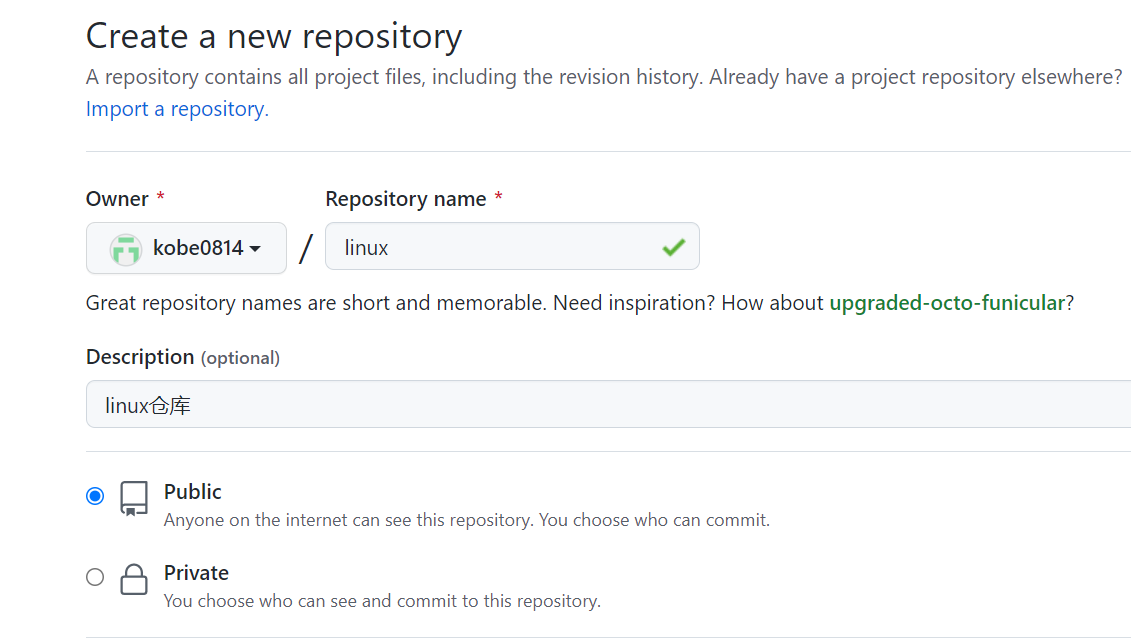 Create a new repository
A repository contains all project files, including the revision history. Already have a project repository elsewhere?
Import a repository.
Owner * Repository name *
kobe0814 / linux
Great repository names are short and memorable. Need inspiration? How about upgraded-octo-funicular?
Description (optional)
linux仓库
Public
Anyone on the internet can see this repository. You choose who can commit.
Private
You choose who can see and commit to this repository.